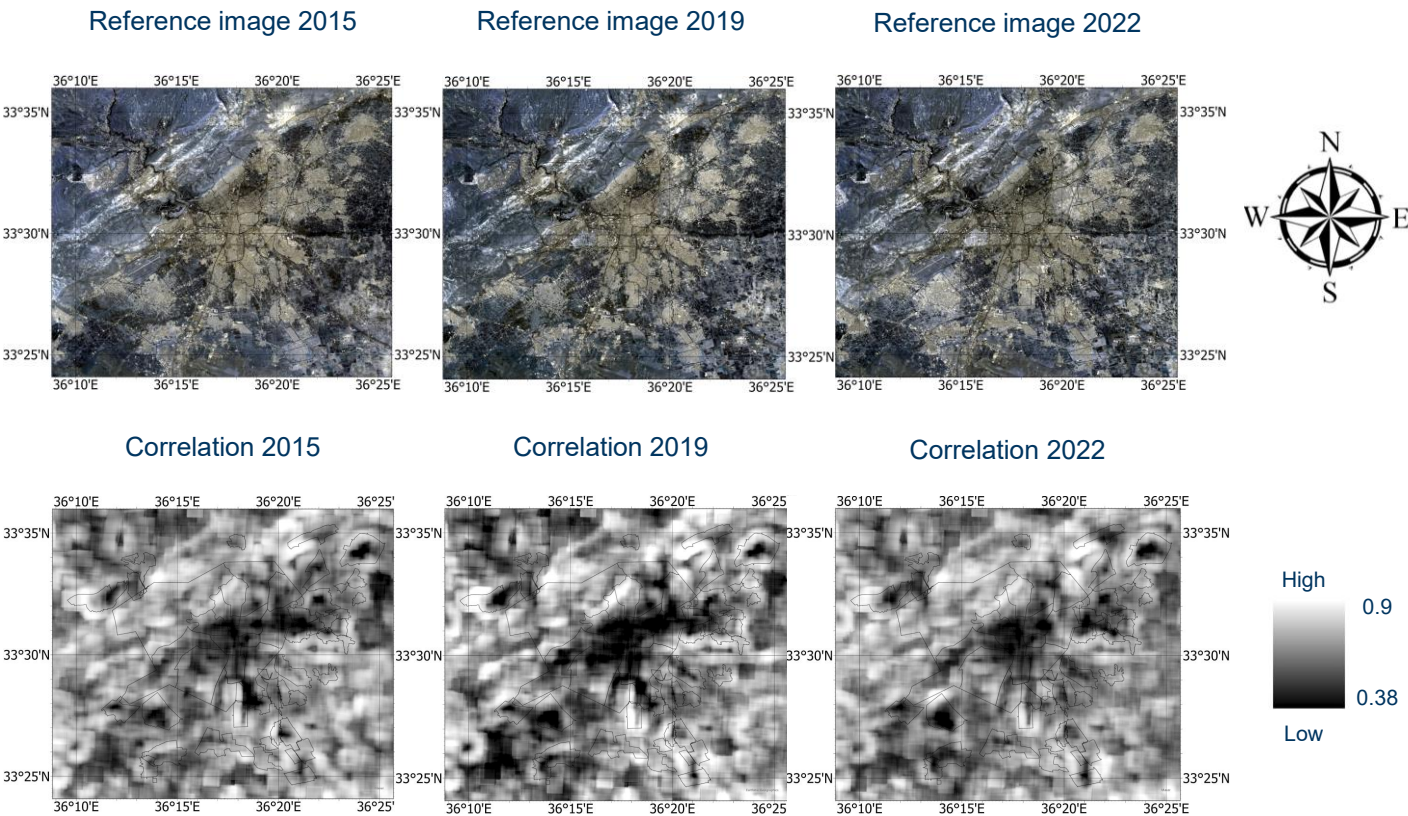 Reference image 2015
Reference image 2019
Reference image 2022
36°10'E 36°15'E 36°20'E 36°25'E
36°10'E 36°15'E 36°20'E 36°25'E
36°10'E 36°15'E 36°20'E 36°25'E
33°35'N 33°35'N 33°35'N 33°35'N
33°30'N 33°30'N 33°30'N 33°30'N
33°25'N 33°25'N 33°25'N 33°25'N
36°10'E 36°15'E 36°20'E 36°25'E
36°10'E 36°15'E 36°20'E 36°25'E
36°10'E 36°15'E 36°20'E 36°25'E
N
W E
S
Correlation 2015
Correlation 2019
Correlation 2022
36°10'E 36°15'E 36°20'E 36°25'
36°10'E 36°15'E 36°20'E 36°25
36°10'E 36°15'E 36°20'E 36°25'
33°35'N 33°35'N 33°35'N 33°35'N
33°30'N 33°30'N 33°30'N 33°30'N
33°25'N 33°25'N 33°25'N 33°25'N
36°10'E 36°15'E 36°20'E 36°25'
36°10'E 36°15'E 36°20'E 36°25
36°10'E 36°15'E 36°20'E 36°25'
High
0.9
0.38
Low